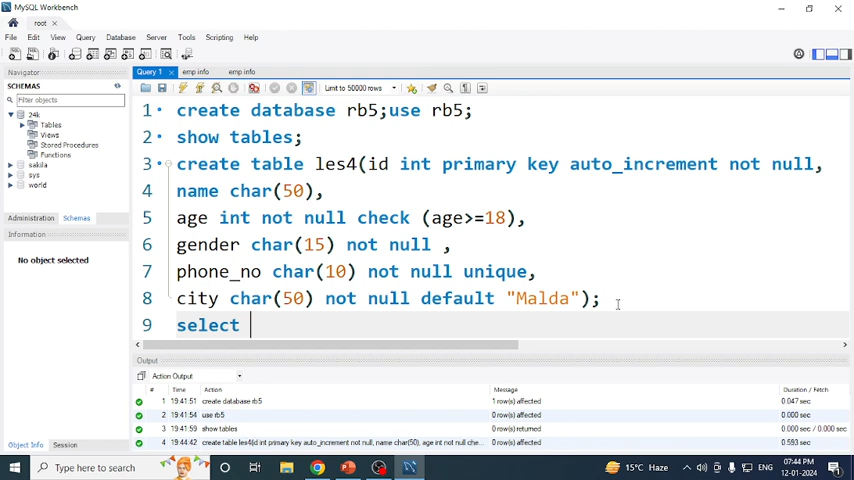 MySQL Workbench
root ×
File Edit View Query Database Server Tools Scripting Help
Navigator
Query 1 × emp info emp info
SCHEMAS
Limit to 50000 rows
Filter objects
24k
Tables
Views
Stored Procedures
Functions
sakila
sys
world
Administration Schemas
Information
No object selected
1 create database rb5;use rb5;
2 show tables;
3 create table les4(id int primary key auto_increment not null,
4 name char(50),
5 age int not null check (age>=18),
6 gender char(15) not null ,
7 phone_no char(10) not null unique,
8 city char(50) not null default "Malda");
9 select
Output
Action Output
# Time Action Message Duration / Fetch
1 19:41:51 create database rb5 1 row(s) affected 0.047 sec
2 19:41:54 use rb5 0 row(s) affected 0.000 sec
3 19:41:59 show tables 0 row(s) returned 0.000 sec / 0.000 sec
4 19:44:42 create table les4(id int primary key auto_increment not null, name char(50), age int not null che... 0 row(s) affected 0.593 sec
Object Info Session
Type here to search
15°C Haze
ENG
07:44 PM
12-01-2024
1